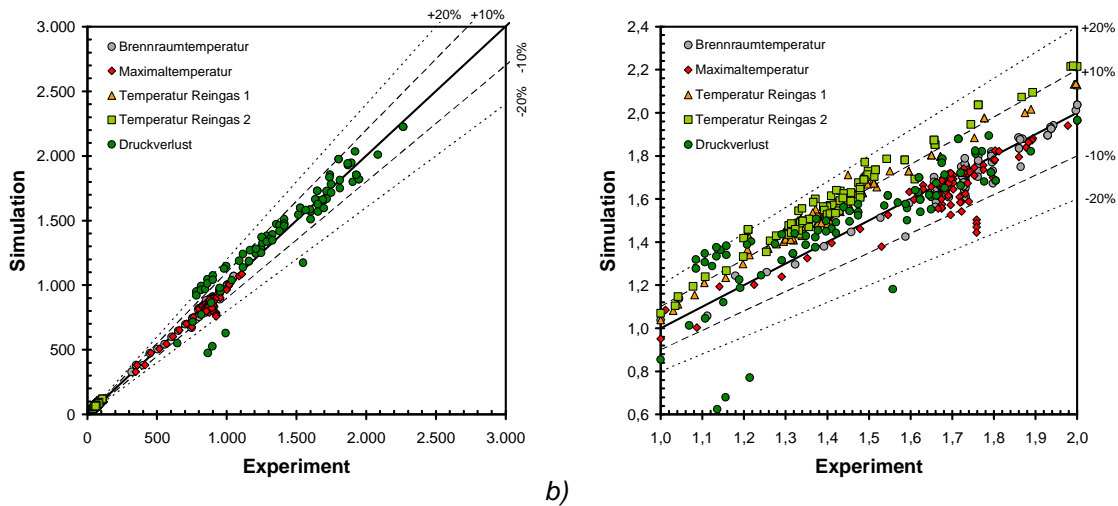 +20% +10%
3.000
2.500
2.000
1.500
1.000
500
0
Simulation
Brennraumtemperatur
Maximaltemperatur
Temperatur Reingas 1
Temperatur Reingas 2
Druckverlust
-10%
-20%
0 500 1.000 1.500 2.000 2.500 3.000
Experiment
2,4
2,2
2,0
1,8
1,6
1,4
1,2
1,0
0,8
0,6
Simulation
Brennraumtemperatur
Maximaltemperatur
Temperatur Reingas 1
Temperatur Reingas 2
Druckverlust
+20%
+10%
-10%
-20%
1,0 1,1 1,2 1,3 1,4 1,5 1,6 1,7 1,8 1,9 2,0
Experiment
b)